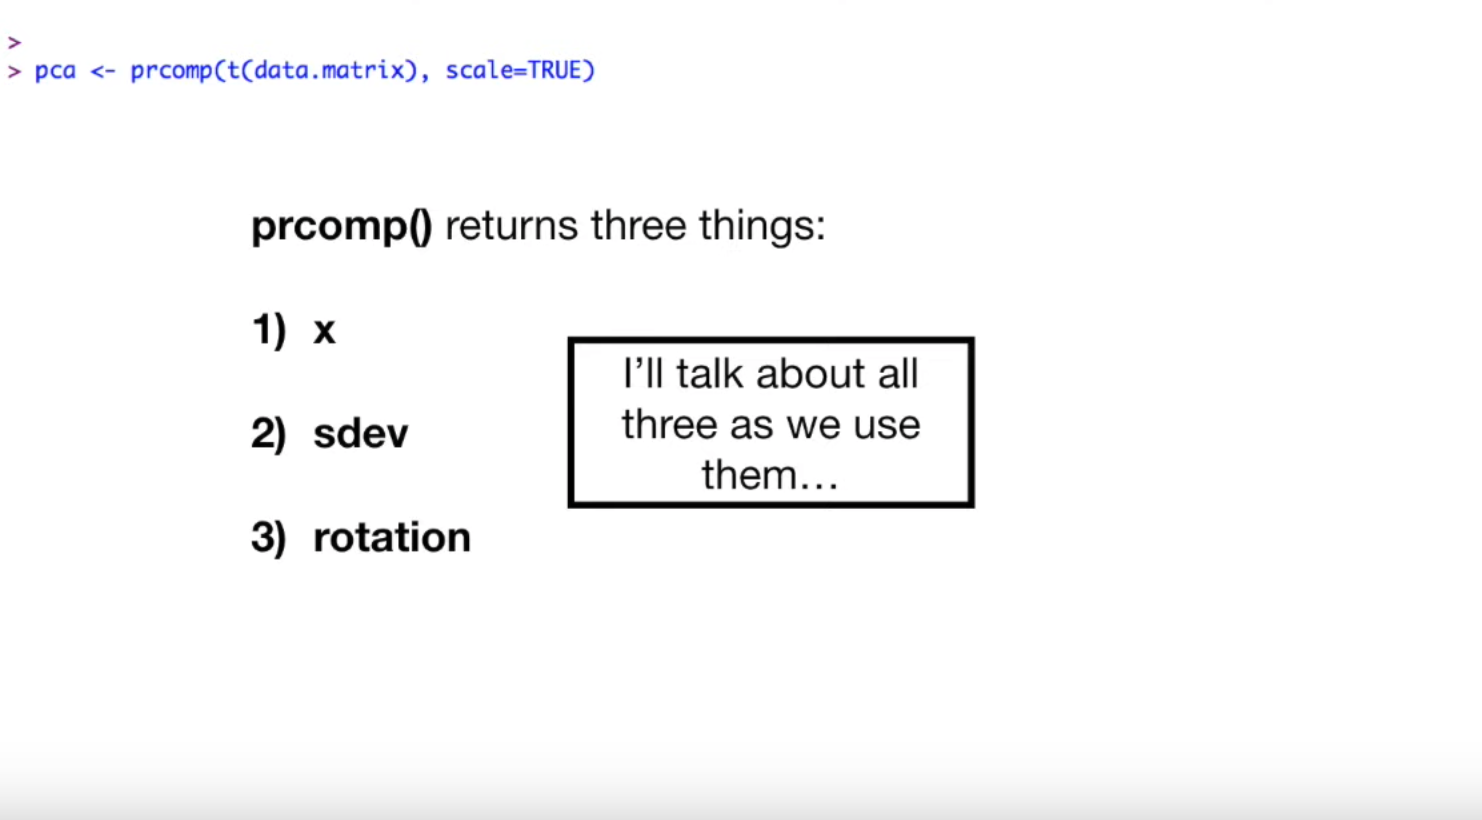 >
> pca <- prcomp(t(data.matrix), scale=TRUE)
prcomp() returns three things:
1) x
2) sdev
3) rotation
I'll talk about all
three as we use
them…